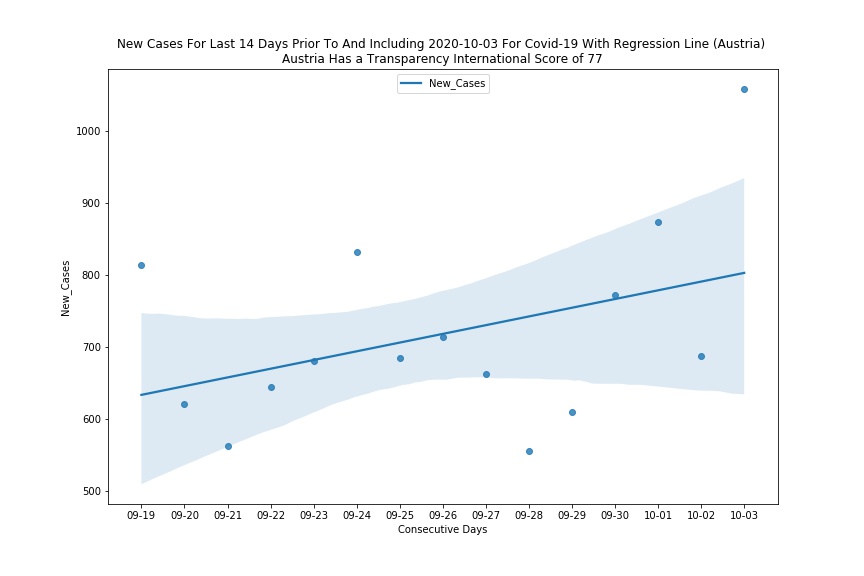 New Cases For Last 14 Days Prior To And Including 2020-10-03 For Covid-19 With Regression Line (Austria)
Austria Has a Transparency International Score of 77
New_Cases
1000
900
800
700
600
500
New_Cases
09-19 09-20 09-21 09-22 09-23 09-24 09-25 09-26 09-27 09-28 09-29 09-30 10-01 10-02 10-03
Consecutive Days